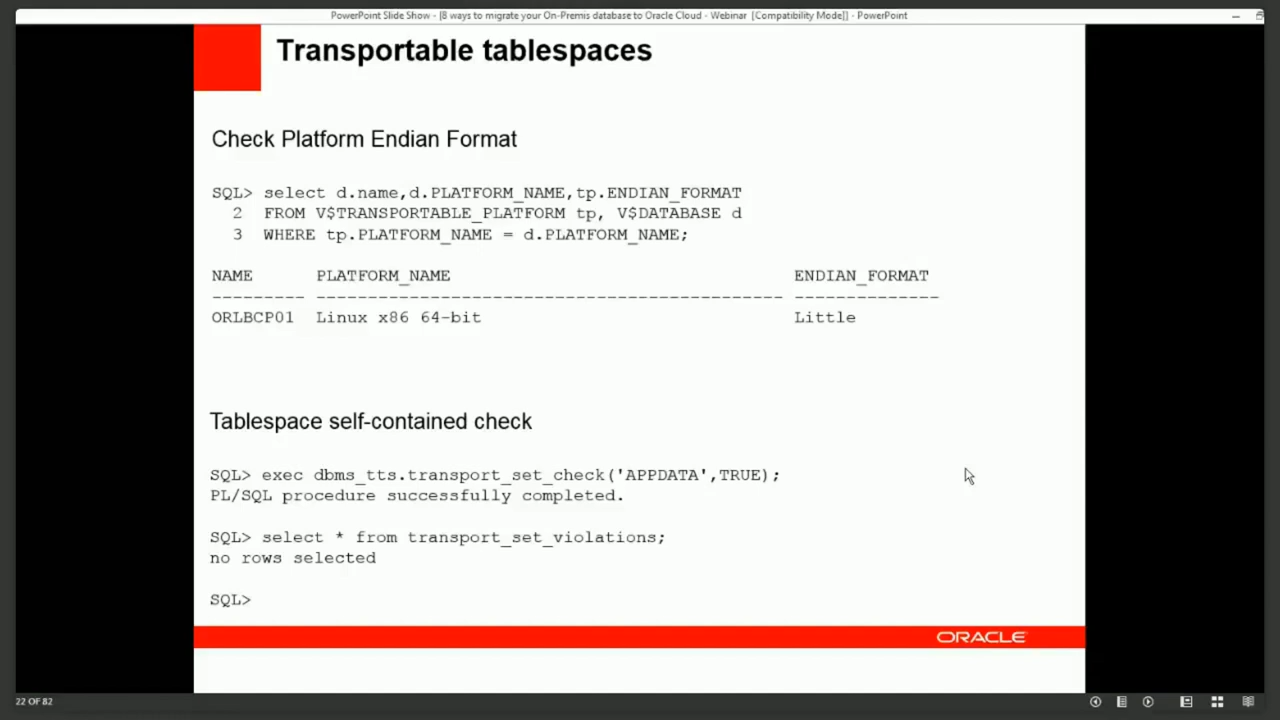 PowerPoint Slide Show - [8 ways to migrate your On-Premis database to Oracle Cloud - Webinar [Compatibility Mode]] - PowerPoint
Transportable tablespaces
Check Platform Endian Format
SQL> select d.name,d.PLATFORM_NAME,tp.ENDIAN_FORMAT
2 FROM V$TRANSPORTABLE_PLATFORM tp, V$DATABASE d
3 WHERE tp.PLATFORM_NAME = d.PLATFORM_NAME;
NAME PLATFORM_NAME ENDIAN_FORMAT
--------- --------------------------------------------- --------------
ORLBCP01 Linux x86 64-bit Little
Tablespace self-contained check
SQL> exec dbms_tts.transport_set_check('APPDATA',TRUE);
PL/SQL procedure successfully completed.
SQL> select * from transport_set_violations;
no rows selected
SQL>
ORACLE
22 OF 82